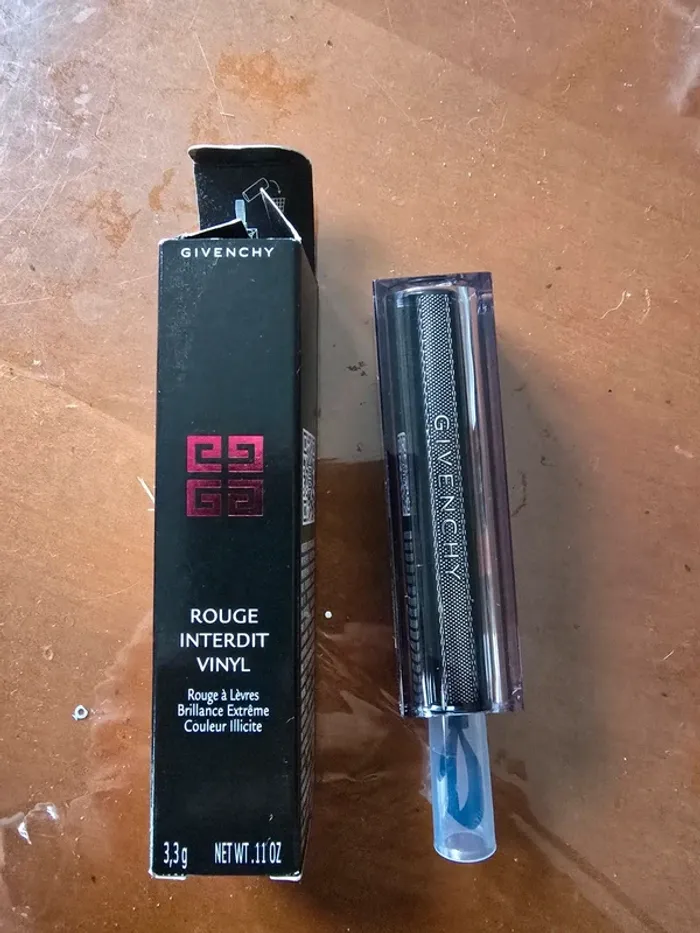 GIVENCHY
ROUGE
INTERDIT
VINYL
Rouge à Lèvres
Brillance Extrême
Couleur Illicite
3,3g NET WT .11 OZ
GIVENCHY